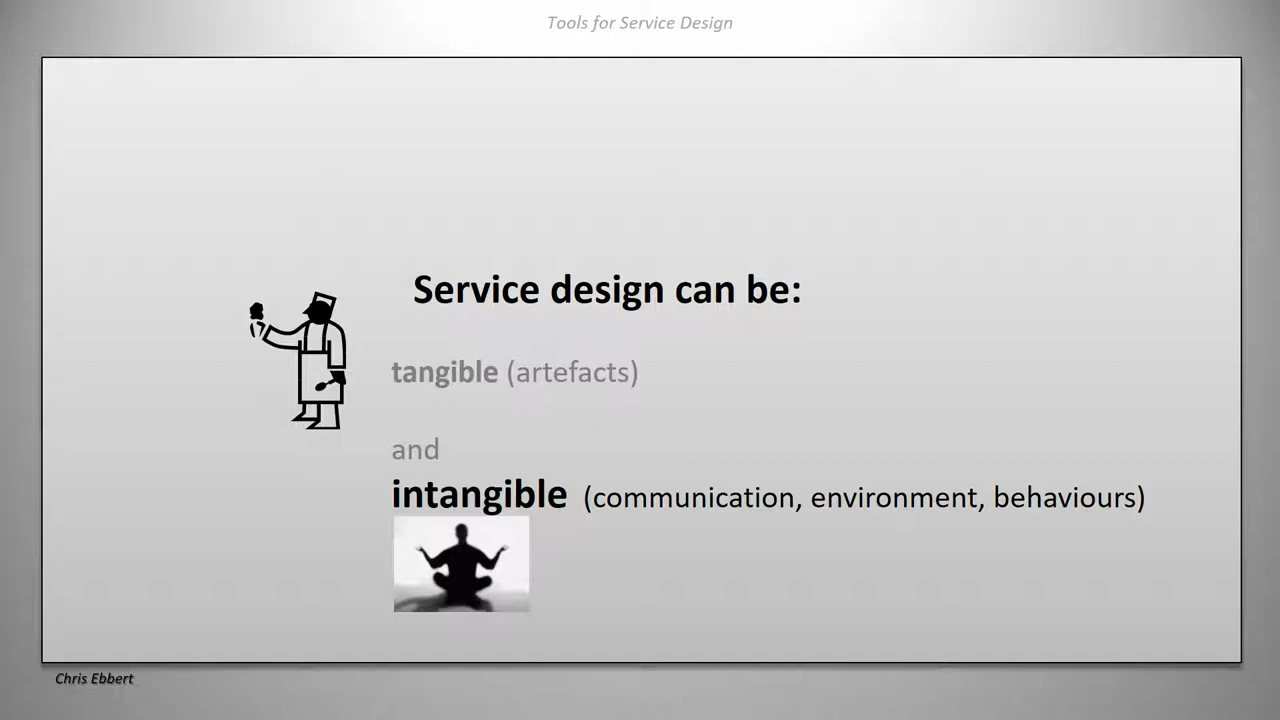 Tools for Service Design
Service design can be:
tangible (artefacts)
and
intangible (communication, environment, behaviours)
Chris Ebbert